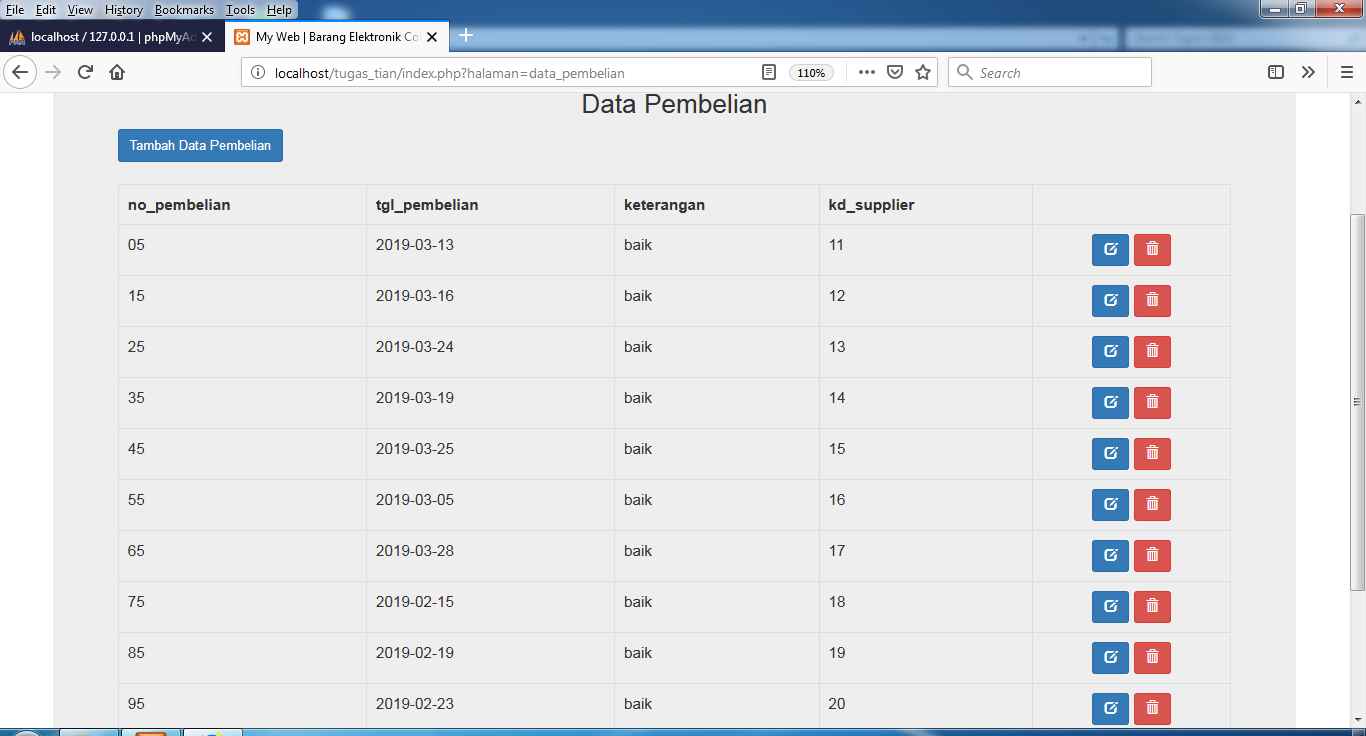 File Edit View History Bookmarks Tools Help
localhost / 127.0.0.1 | phpMyAd
My Web | Barang Elektronik Co
localhost/tugas_tian/index.php?halaman=data_pembelian
110%
Search
Data Pembelian
Tambah Data Pembelian
no_pembelian tgl_pembelian keterangan kd_supplier
05 2019-03-13 baik 11
15 2019-03-16 baik 12
25 2019-03-24 baik 13
35 2019-03-19 baik 14
45 2019-03-25 baik 15
55 2019-03-05 baik 16
65 2019-03-28 baik 17
75 2019-02-15 baik 18
85 2019-02-19 baik 19
95 2019-02-23 baik 20